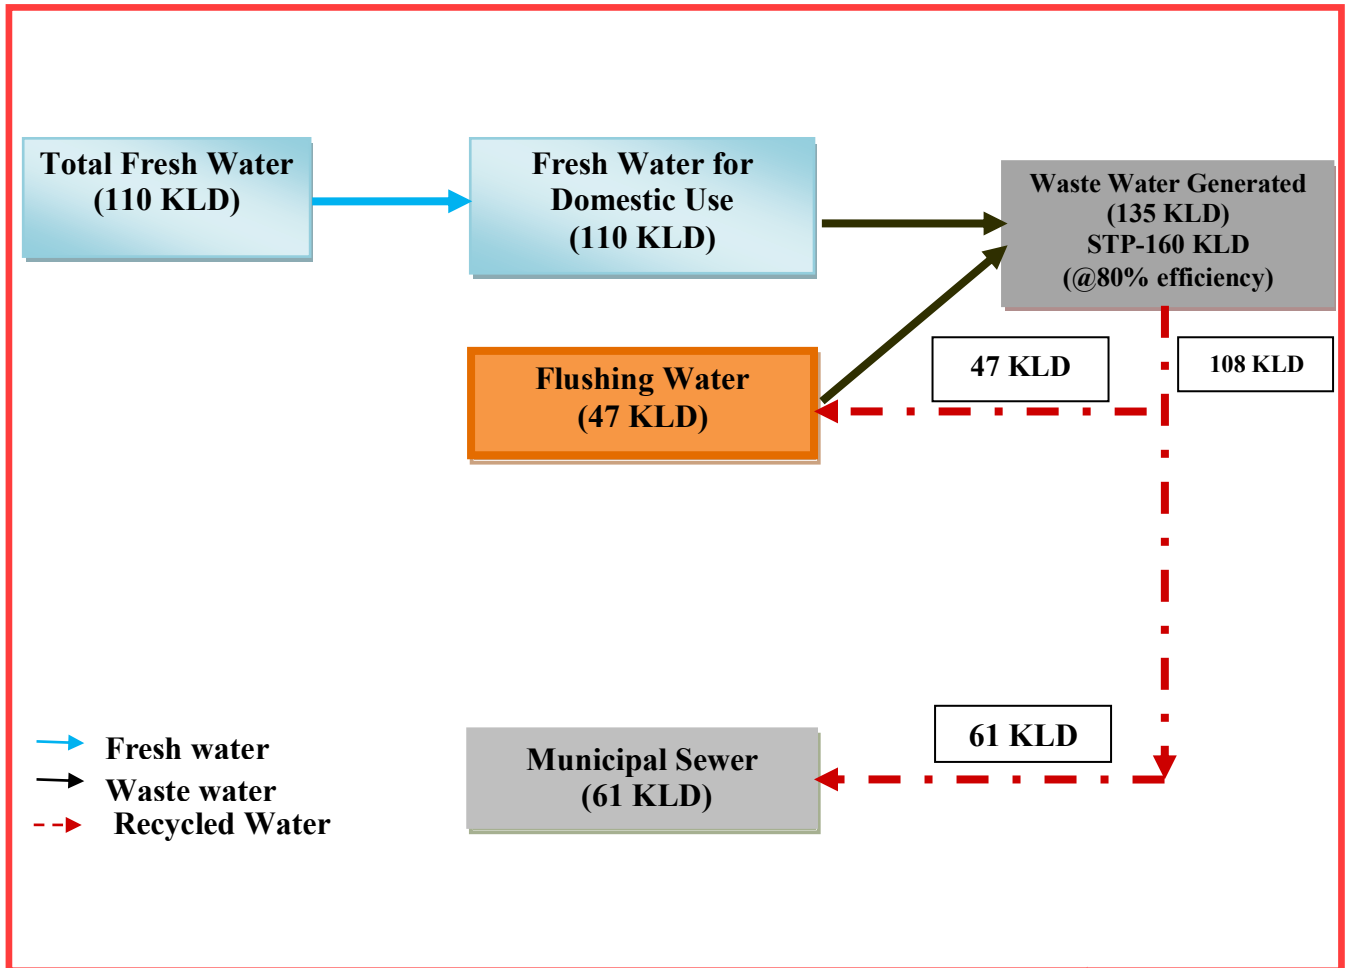 Total Fresh Water
(110 KLD)
Fresh Water for
Domestic Use
(110 KLD)
Waste Water Generated
(135 KLD)
STP-160 KLD
(@80% efficiency)
Flushing Water
(47 KLD)
47 KLD
108 KLD
61 KLD
Municipal Sewer
(61 KLD)
Fresh water
Waste water
Recycled Water